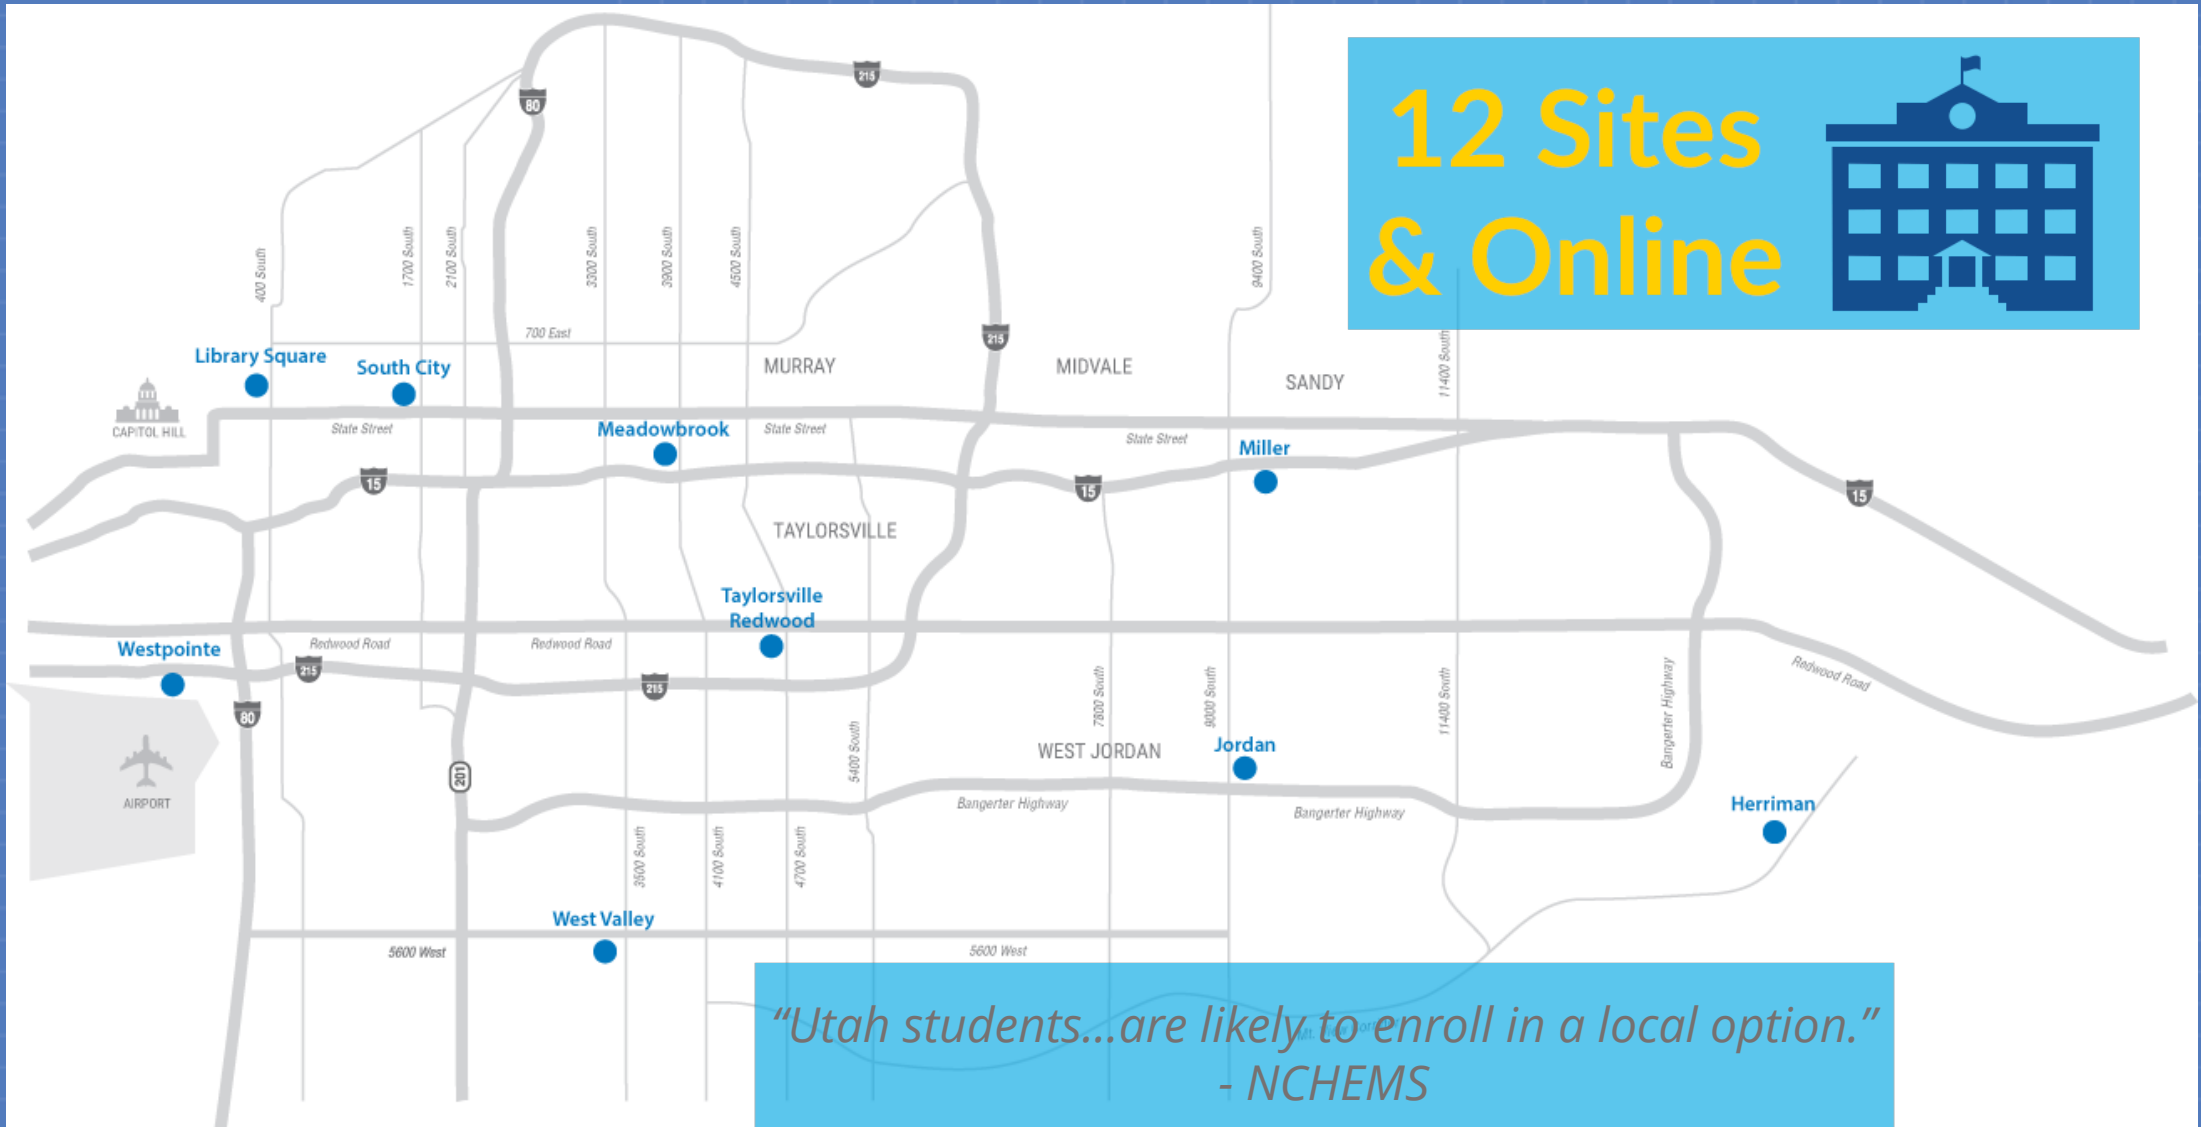 80
215
12 Sites
& Online
400 South
1700 South
2100 South
3300 South
3900 South
4500 South
9400 South
700 East
215
11400 South
Library Square
South City
MURRAY
MIDVALE
SANDY
CAPITOL HILL
State Street
Meadowbrook
State Street
State Street
Miller
15
15
15
TAYLORSVILLE
Taylorsville
Redwood
Westpointe
Redwood Road
Redwood Road
215
215
Redwood Road
80
7800 South
9000 South
11400 South
Bangerter Highway
5400 South
WEST JORDAN
Jordan
201
AIRPORT
Bangerter Highway
Bangerter Highway
Herriman
3500 South
4100 South
4700 South
West Valley
5600 West
5600 West
“Utah students...are likely to enroll in a local option.”
- NCHEMS